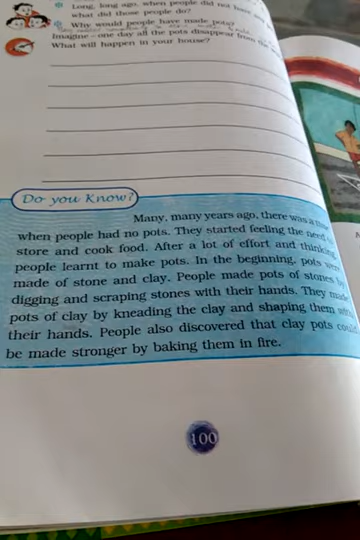 Long, long ago, when people did not have any
what did those people do?
Why would people have made pots?
Imagine - one day all the pots disappear from the
What will happen in your house?
Do you Know?
Many, many years ago, there was a
when people had no pots. They started feeling the need to
store and cook food. After a lot of effort and thinking
people learnt to make pots. In the beginning, pots were
made of stone and clay. People made pots of stones by
digging and scraping stones with their hands. They made
pots of clay by kneading the clay and shaping them with
their hands. People also discovered that clay pots could
be made stronger by baking them in fire.
100